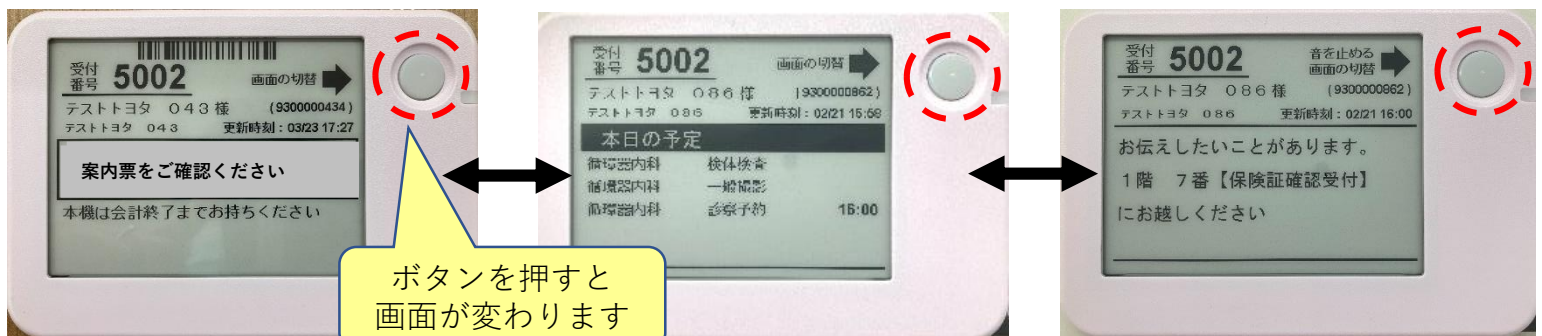 受付
番号 5002 画面の切替
テストトヨタ 043様 (9300000434)
テストトヨタ 043 更新時刻:03/23 17:27
案内票をご確認ください
本機は会計終了までお持ちください
受付
番号 5002 画面の切替
テストトヨタ 086様 (9300000862)
テストトヨタ 086 更新時刻:02/21 15:58
本日の予定
循環器内科 検体検査
循環器内科 一般撮影
循環器内科 診察予約 16:00
受付
番号 5002 音を止める
画面の切替
テストトヨタ 086様 (9300000862)
テストトヨタ 086 更新時刻:02/21 16:00
お伝えしたいことがあります。
1階 7番【保険証確認受付】
にお越しください
ボタンを押すと
画面が変わります